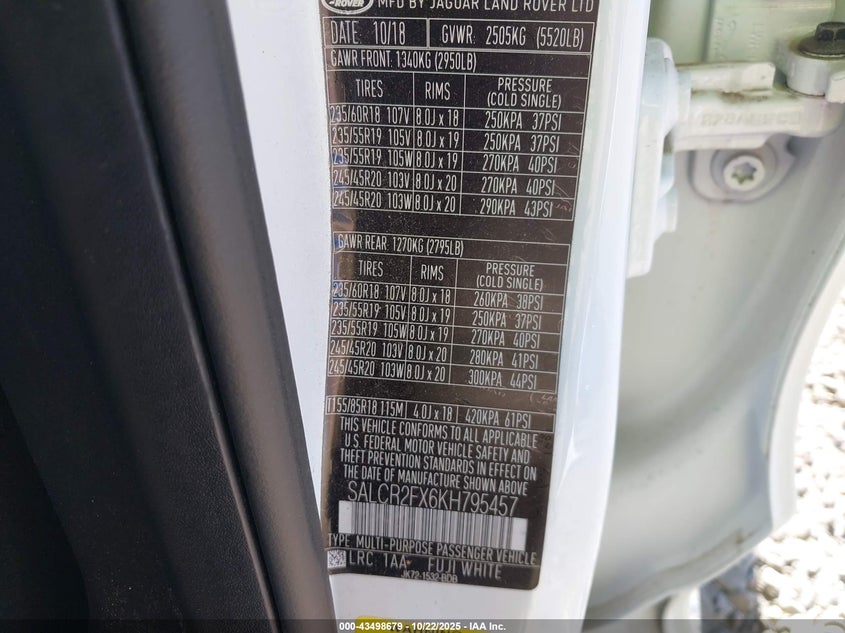 ROVER
MFD BY JAGUAR LAND ROVER LTD
DATE: 10/18 GVWR: 2505KG (5520LB)
GAWR FRONT: 1340KG (2950LB)
TIRES RIMS PRESSURE (COLD SINGLE)
235/60R18 107V 8.0J x 18 250KPA 37PSI
235/55R19 105V 8.0J x 19 250KPA 37PSI
235/55R19 105W 8.0J x 19 270KPA 40PSI
245/45R20 103V 8.0J x 20 270KPA 40PSI
245/45R20 103W 8.0J x 20 290KPA 43PSI
GAWR REAR: 1270KG (2795LB)
TIRES RIMS PRESSURE (COLD SINGLE)
235/60R18 107V 8.0J x 18 260KPA 38PSI
235/55R19 105V 8.0J x 19 250KPA 37PSI
235/55R19 105W 8.0J x 19 270KPA 40PSI
245/45R20 103V 8.0J x 20 280KPA 41PSI
245/45R20 103W 8.0J x 20 300KPA 44PSI
T155/85R18 115M 4.0J x 18 420KPA 61PSI
THIS VEHICLE CONFORMS TO ALL APPLICABLE
U.S. FEDERAL MOTOR VEHICLE SAFETY AND
THEFT PREVENTION STANDARDS IN EFFECT ON
THE DATE OF MANUFACTURE SHOWN ABOVE
SALCR2FX6KH795457
TYPE: MULTI-PURPOSE PASSENGER VEHICLE
LRC 1AA FUJI WHITE
JK72-1532-BDB
000-43498679 - 10/22/2025 - IAA Inc.